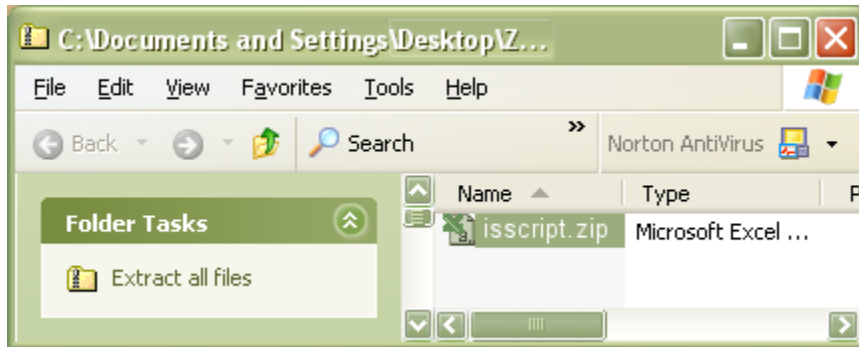 C:\Documents and Settings\Desktop\Z...
File Edit View Favorites Tools Help
Back Search » Norton AntiVirus
Folder Tasks
Extract all files
Name Type P
isscript.zip Microsoft Excel ...